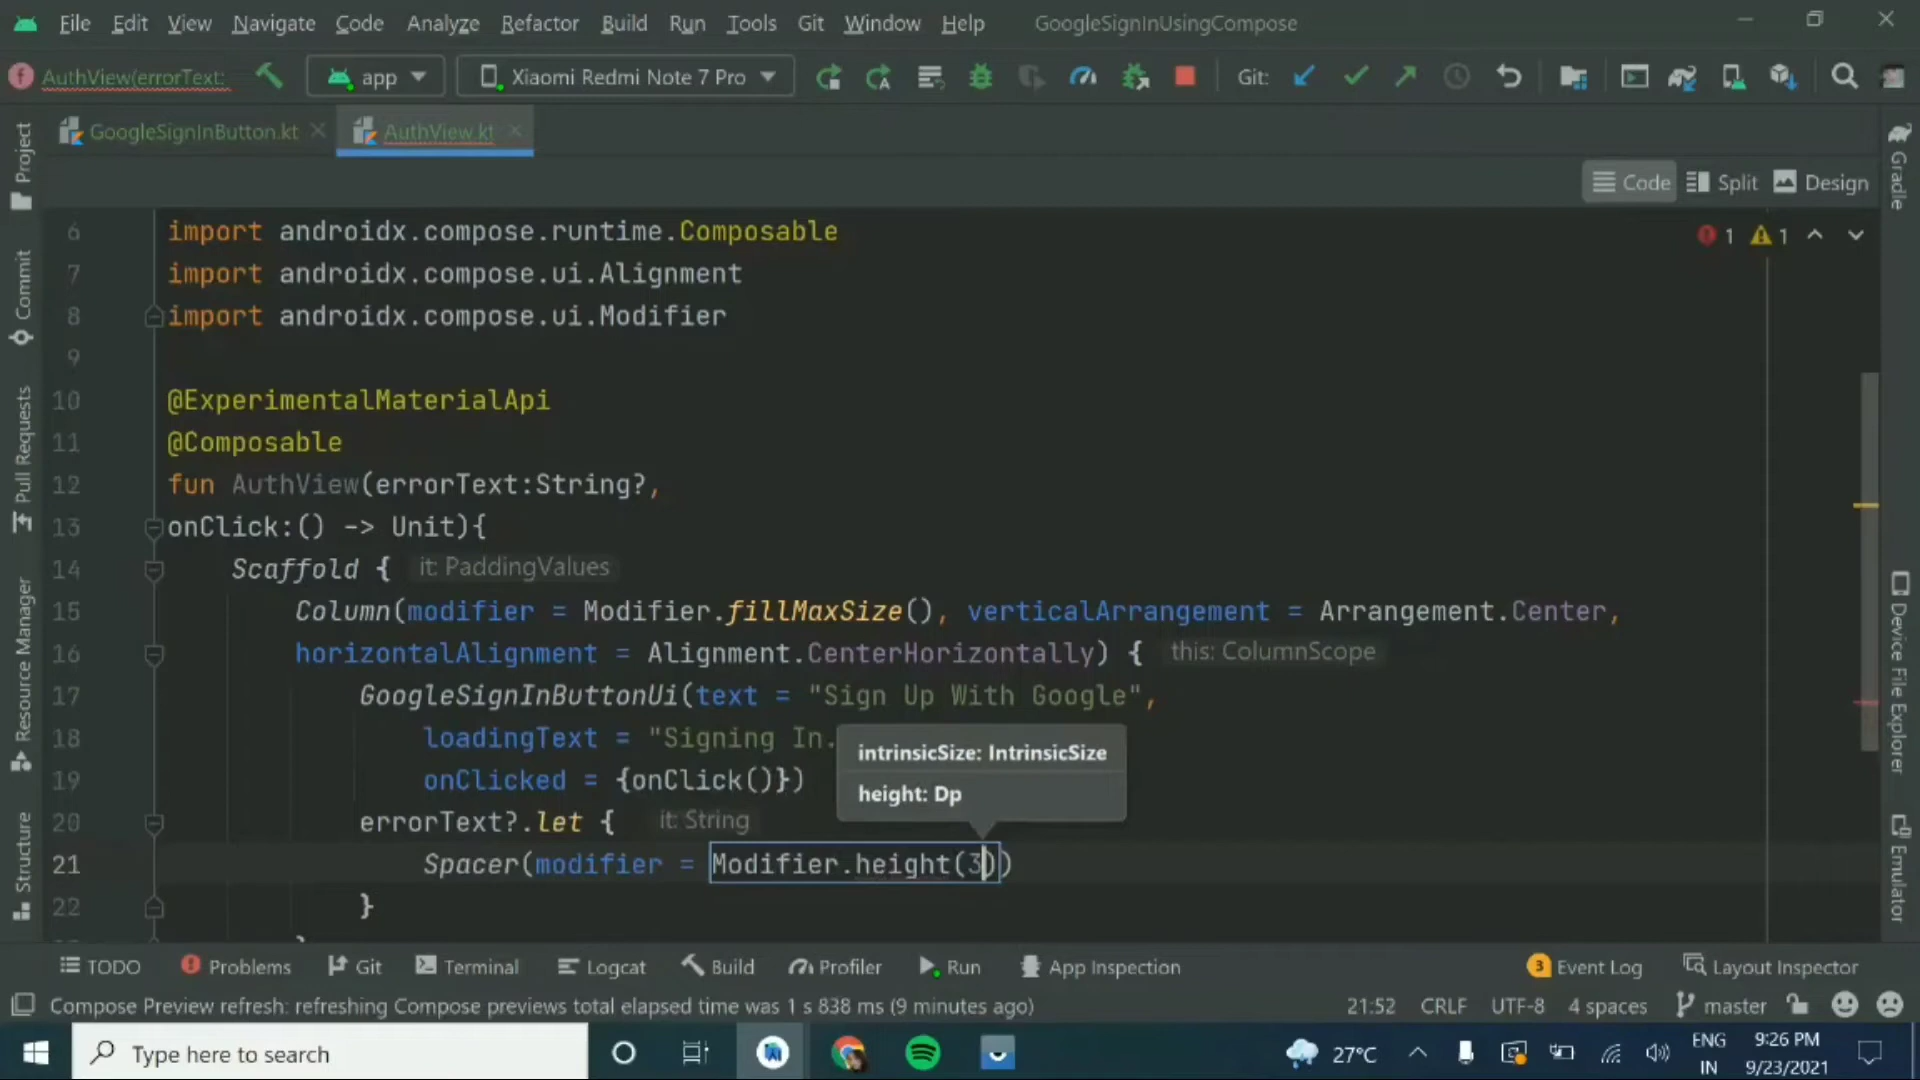 File Edit View Navigate Code Analyze Refactor Build Run Tools Git Window Help GoogleSignInUsingCompose
AuthView(errorText: app Xiaomi Redmi Note 7 Pro Git:
GoogleSignInButton.kt AuthView.kt
Code Split Design
6 import androidx.compose.runtime.Composable
7 import androidx.compose.ui.Alignment
8 import androidx.compose.ui.Modifier
9
10 @ExperimentalMaterialApi
11 @Composable
12 fun AuthView(errorText:String?,
13 onClick:() -> Unit){
14 Scaffold { it: PaddingValues
15 Column(modifier = Modifier.fillMaxSize(), verticalArrangement = Arrangement.Center,
16 horizontalAlignment = Alignment.CenterHorizontally) { this: ColumnScope
17 GoogleSignInButtonUi(text = "Sign Up With Google",
18 loadingText = "Signing In.
19 onClicked = {onClick()})
20 errorText?.let { it: String
21 Spacer(modifier = Modifier.height(3))
22 }
intrinsicSize: IntrinsicSize
height: Dp
1 1
Project
Commit
Pull Requests
Resource Manager
Structure
Gradle
Device File Explorer
Emulator
TODO Problems Git Terminal Logcat Build Profiler Run App Inspection 3 Event Log Layout Inspector
Compose Preview refresh: refreshing Compose previews total elapsed time was 1 s 838 ms (9 minutes ago) 21:52 CRLF UTF-8 4 spaces master
Type here to search 27°C ENG IN 9:26 PM 9/23/2021